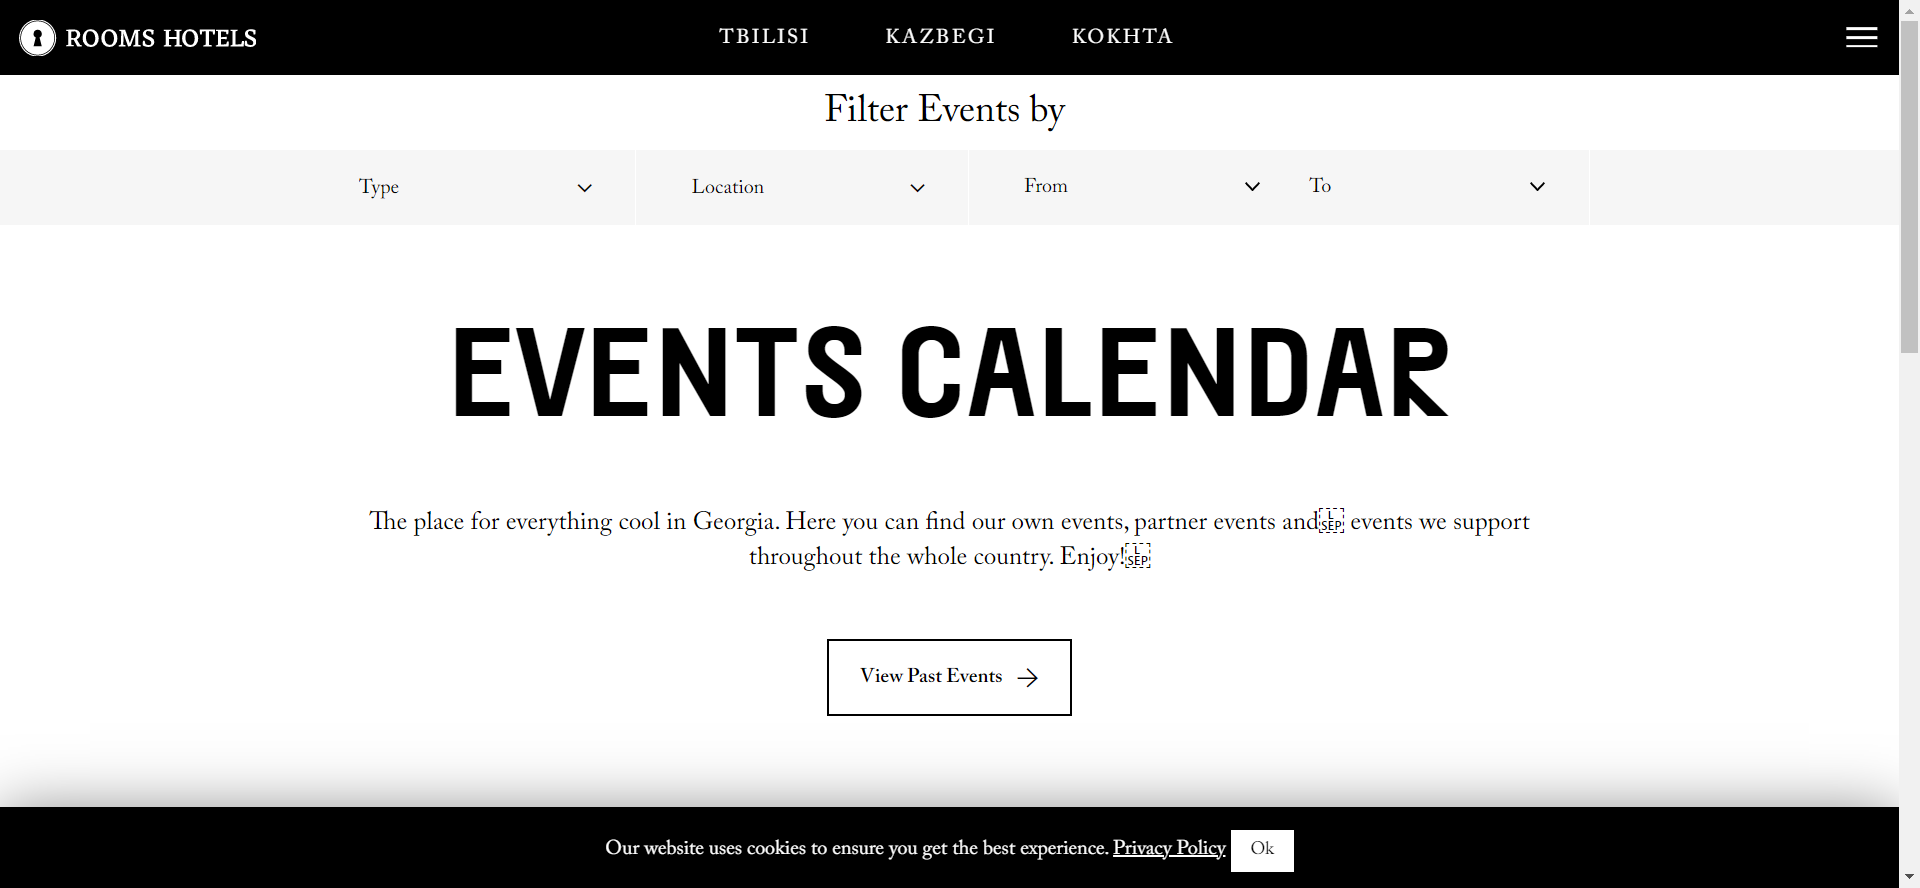 ROOMS HOTELS
TBILISI KAZBEGI KOKHTA
Filter Events by
Type Location From To
EVENTS CALENDAR
The place for everything cool in Georgia. Here you can find our own events, partner events and events we support
throughout the whole country. Enjoy!
View Past Events
Our website uses cookies to ensure you get the best experience. Privacy Policy Ok